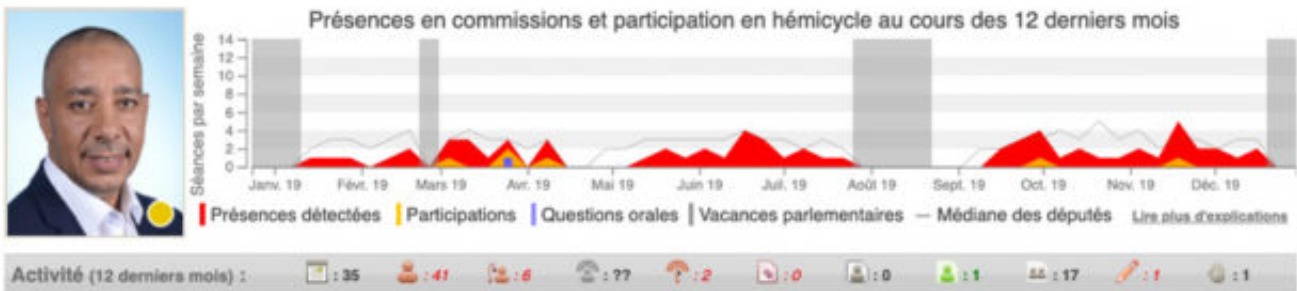 Présences en commissions et participation en hémicycle au cours des 12 derniers mois
Séances par semaine
14
12
10
8
6
4
2
0
Janv. 19 Févr. 19 Mars 19 Avr. 19 Mai 19 Juin 19 Juil. 19 Août 19 Sept. 19 Oct. 19 Nov. 19 Déc. 19
Présences détectées Participations Questions orales Vacances parlementaires Médiane des députés Lire plus d'explications
Activité (12 derniers mois) : : 35 : 41 : 6 : ?? : 2 : 0 : 0 : 1 : 17 : 1 : 1